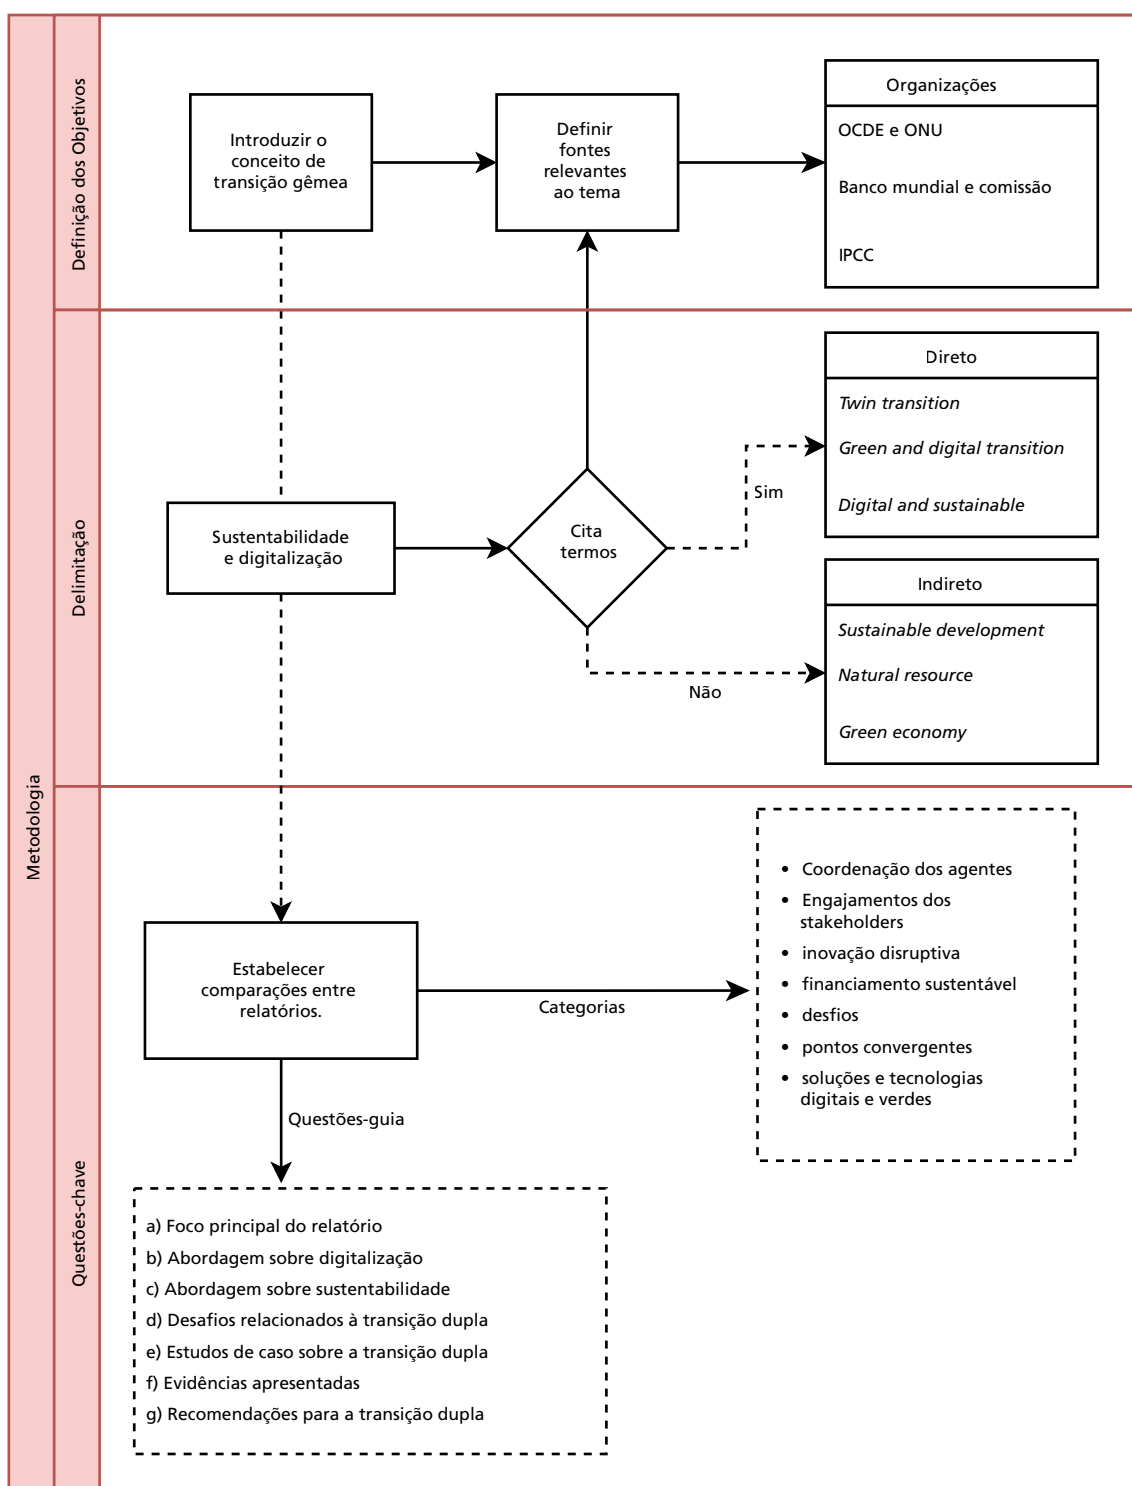 Metodologia
Definição dos Objetivos
Introduzir o
conceito de
transição gêmea
Definir
fontes
relevantes
ao tema
Organizações
OCDE e ONU
Banco mundial e comissão
IPCC
Delimitação
Sustentabilidade
e digitalização
Cita
termos
Sim
Não
Direto
Twin transition
Green and digital transition
Digital and sustainable
Indireto
Sustainable development
Natural resource
Green economy
Questões-chave
Estabelecer
comparações entre
relatórios.
Categorias
• Coordenação dos agentes
• Engajamentos dos
stakeholders
• inovação disruptiva
• financiamento sustentável
• desfios
• pontos convergentes
• soluções e tecnologias
digitais e verdes
Questões-guia
a) Foco principal do relatório
b) Abordagem sobre digitalização
c) Abordagem sobre sustentabilidade
d) Desafios relacionados à transição dupla
e) Estudos de caso sobre a transição dupla
f) Evidências apresentadas
g) Recomendações para a transição dupla